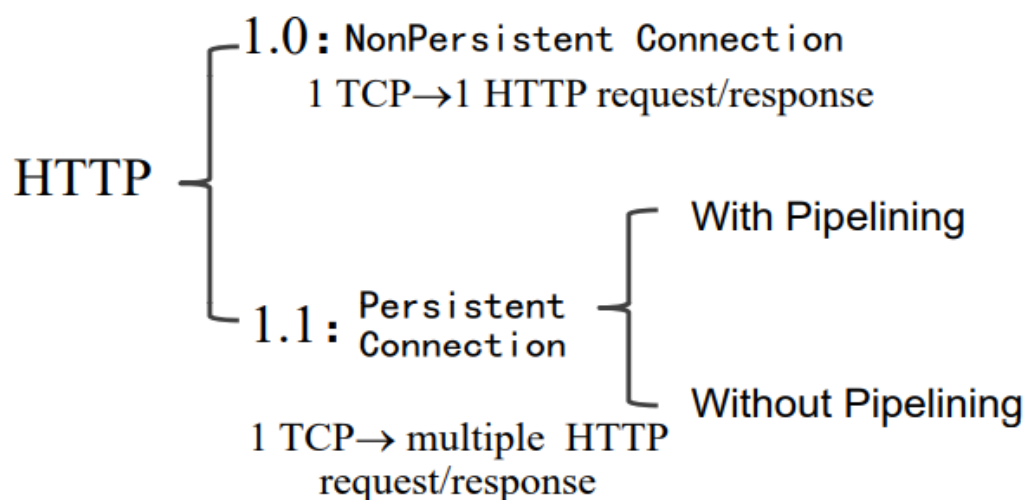 1.0: NonPersistent Connection
1 TCP→1 HTTP request/response
HTTP
With Pipelining
1.1: Persistent
Connection
Without Pipelining
1 TCP→ multiple HTTP
request/response